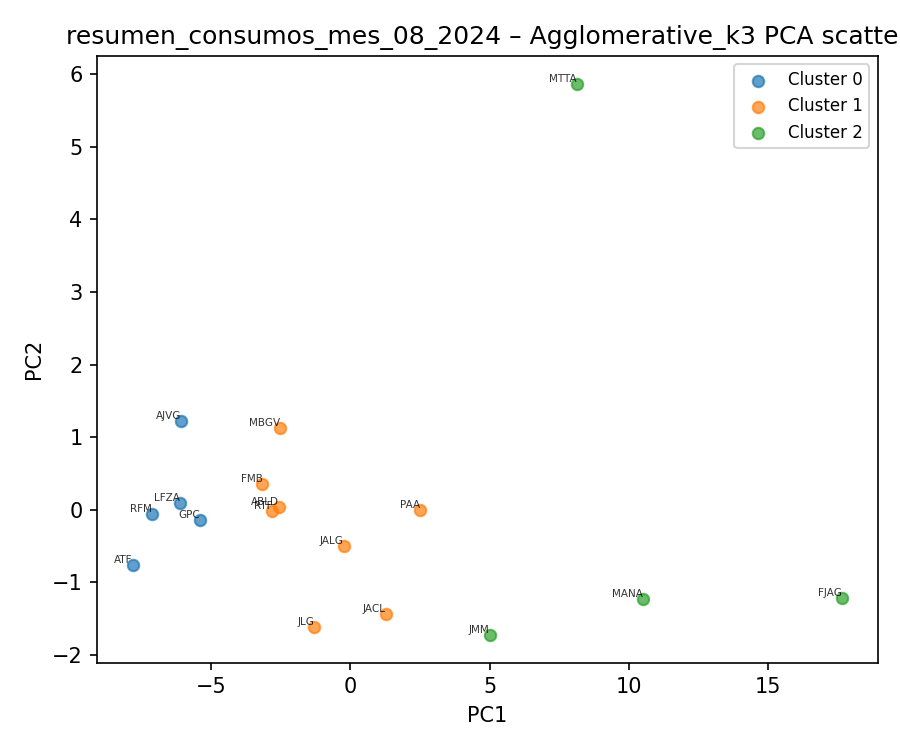 resumen_consumos_mes_08_2024 – Agglomerative_k3 PCA scatte
Cluster 0
Cluster 1
Cluster 2
MTTA
AJVG
MBGV
FMB
LFZA
ABLD
RFM
GPC
PAA
ATF
JALG
JACL
JLG
JMM
MANA
FJAG
6
5
4
3
2
1
0
−1
−2
−5
0
5
10
15
PC2
PC1